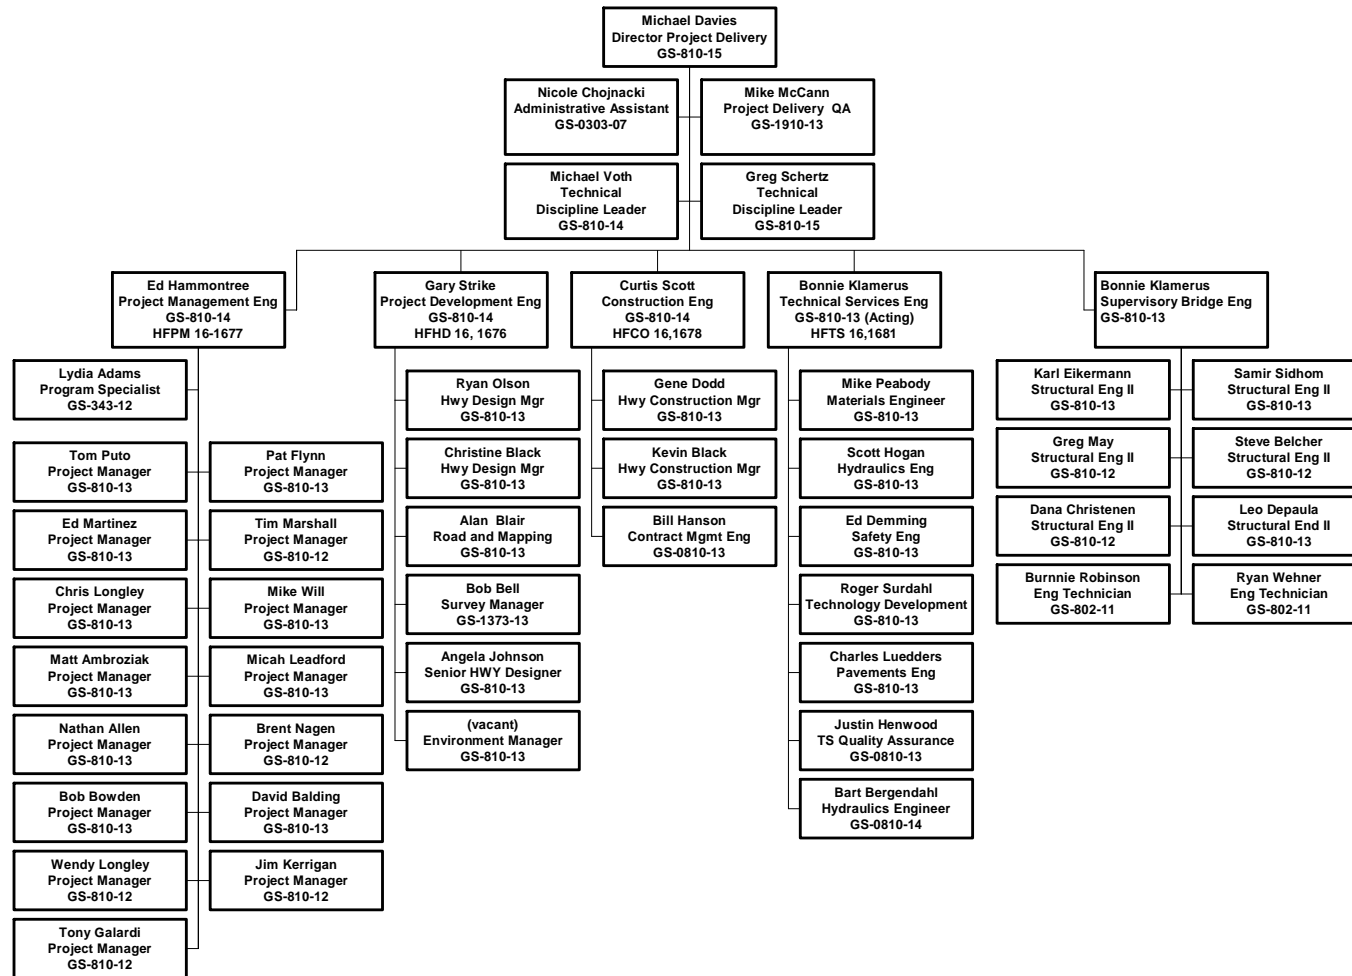 Michael Davies
Director Project Delivery
GS-810-15
Nicole Chojnacki
Administrative Assistant
GS-0303-07
Mike McCann
Project Delivery  QA
GS-1910-13
Michael Voth
Technical
Discipline Leader
GS-810-14
Greg Schertz
Technical
Discipline Leader
GS-810-15
Ed Hammontree
Project Management Eng
GS-810-14
HFPM 16-1677
Gary Strike
Project Development Eng
GS-810-14
HFHD 16, 1676
Curtis Scott
Construction Eng
GS-810-14
HFCO 16,1678
Bonnie Klamerus
Technical Services Eng
GS-810-13 (Acting)
HFTS 16,1681
Bonnie Klamerus
Supervisory Bridge Eng
GS-810-13
Lydia Adams
Program Specialist
GS-343-12
Tom Puto
Project Manager
GS-810-13
Pat Flynn
Project Manager
GS-810-13
Ed Martinez
Project Manager
GS-810-13
Tim Marshall
Project Manager
GS-810-12
Chris Longley
Project Manager
GS-810-13
Mike Will
Project Manager
GS-810-13
Matt Ambroziak
Project Manager
GS-810-13
Micah Leadford
Project Manager
GS-810-13
Nathan Allen
Project Manager
GS-810-13
Brent Nagen
Project Manager
GS-810-12
Bob Bowden
Project Manager
GS-810-13
David Balding
Project Manager
GS-810-13
Wendy Longley
Project Manager
GS-810-12
Jim Kerrigan
Project Manager
GS-810-12
Tony Galardi
Project Manager
GS-810-12
Ryan Olson
Hwy Design Mgr
GS-810-13
Christine Black
Hwy Design Mgr
GS-810-13
Alan  Blair
Road and Mapping
GS-810-13
Bob Bell
Survey Manager
GS-1373-13
Angela Johnson
Senior HWY Designer
GS-810-13
(vacant)
Environment Manager
GS-810-13
Gene Dodd
Hwy Construction Mgr
GS-810-13
Kevin Black
Hwy Construction Mgr
GS-810-13
Bill Hanson
Contract Mgmt Eng
GS-0810-13
Mike Peabody
Materials Engineer
GS-810-13
Scott Hogan
Hydraulics Eng
GS-810-13
Ed Demming
Safety Eng
GS-810-13
Roger Surdahl
Technology Development
GS-810-13
Charles Luedders
Pavements Eng
GS-810-13
Justin Henwood
TS Quality Assurance
GS-0810-13
Bart Bergendahl
Hydraulics Engineer
GS-0810-14
Karl Eikermann
Structural Eng II
GS-810-13
Samir Sidhom
Structural Eng II
GS-810-13
Greg May
Structural Eng II
GS-810-12
Steve Belcher
Structural Eng II
GS-810-12
Dana Christenen
Structural Eng II
GS-810-12
Leo Depaula
Structural End II
GS-810-13
Burnnie Robinson
Eng Technician
GS-802-11
Ryan Wehner
Eng Technician
GS-802-11